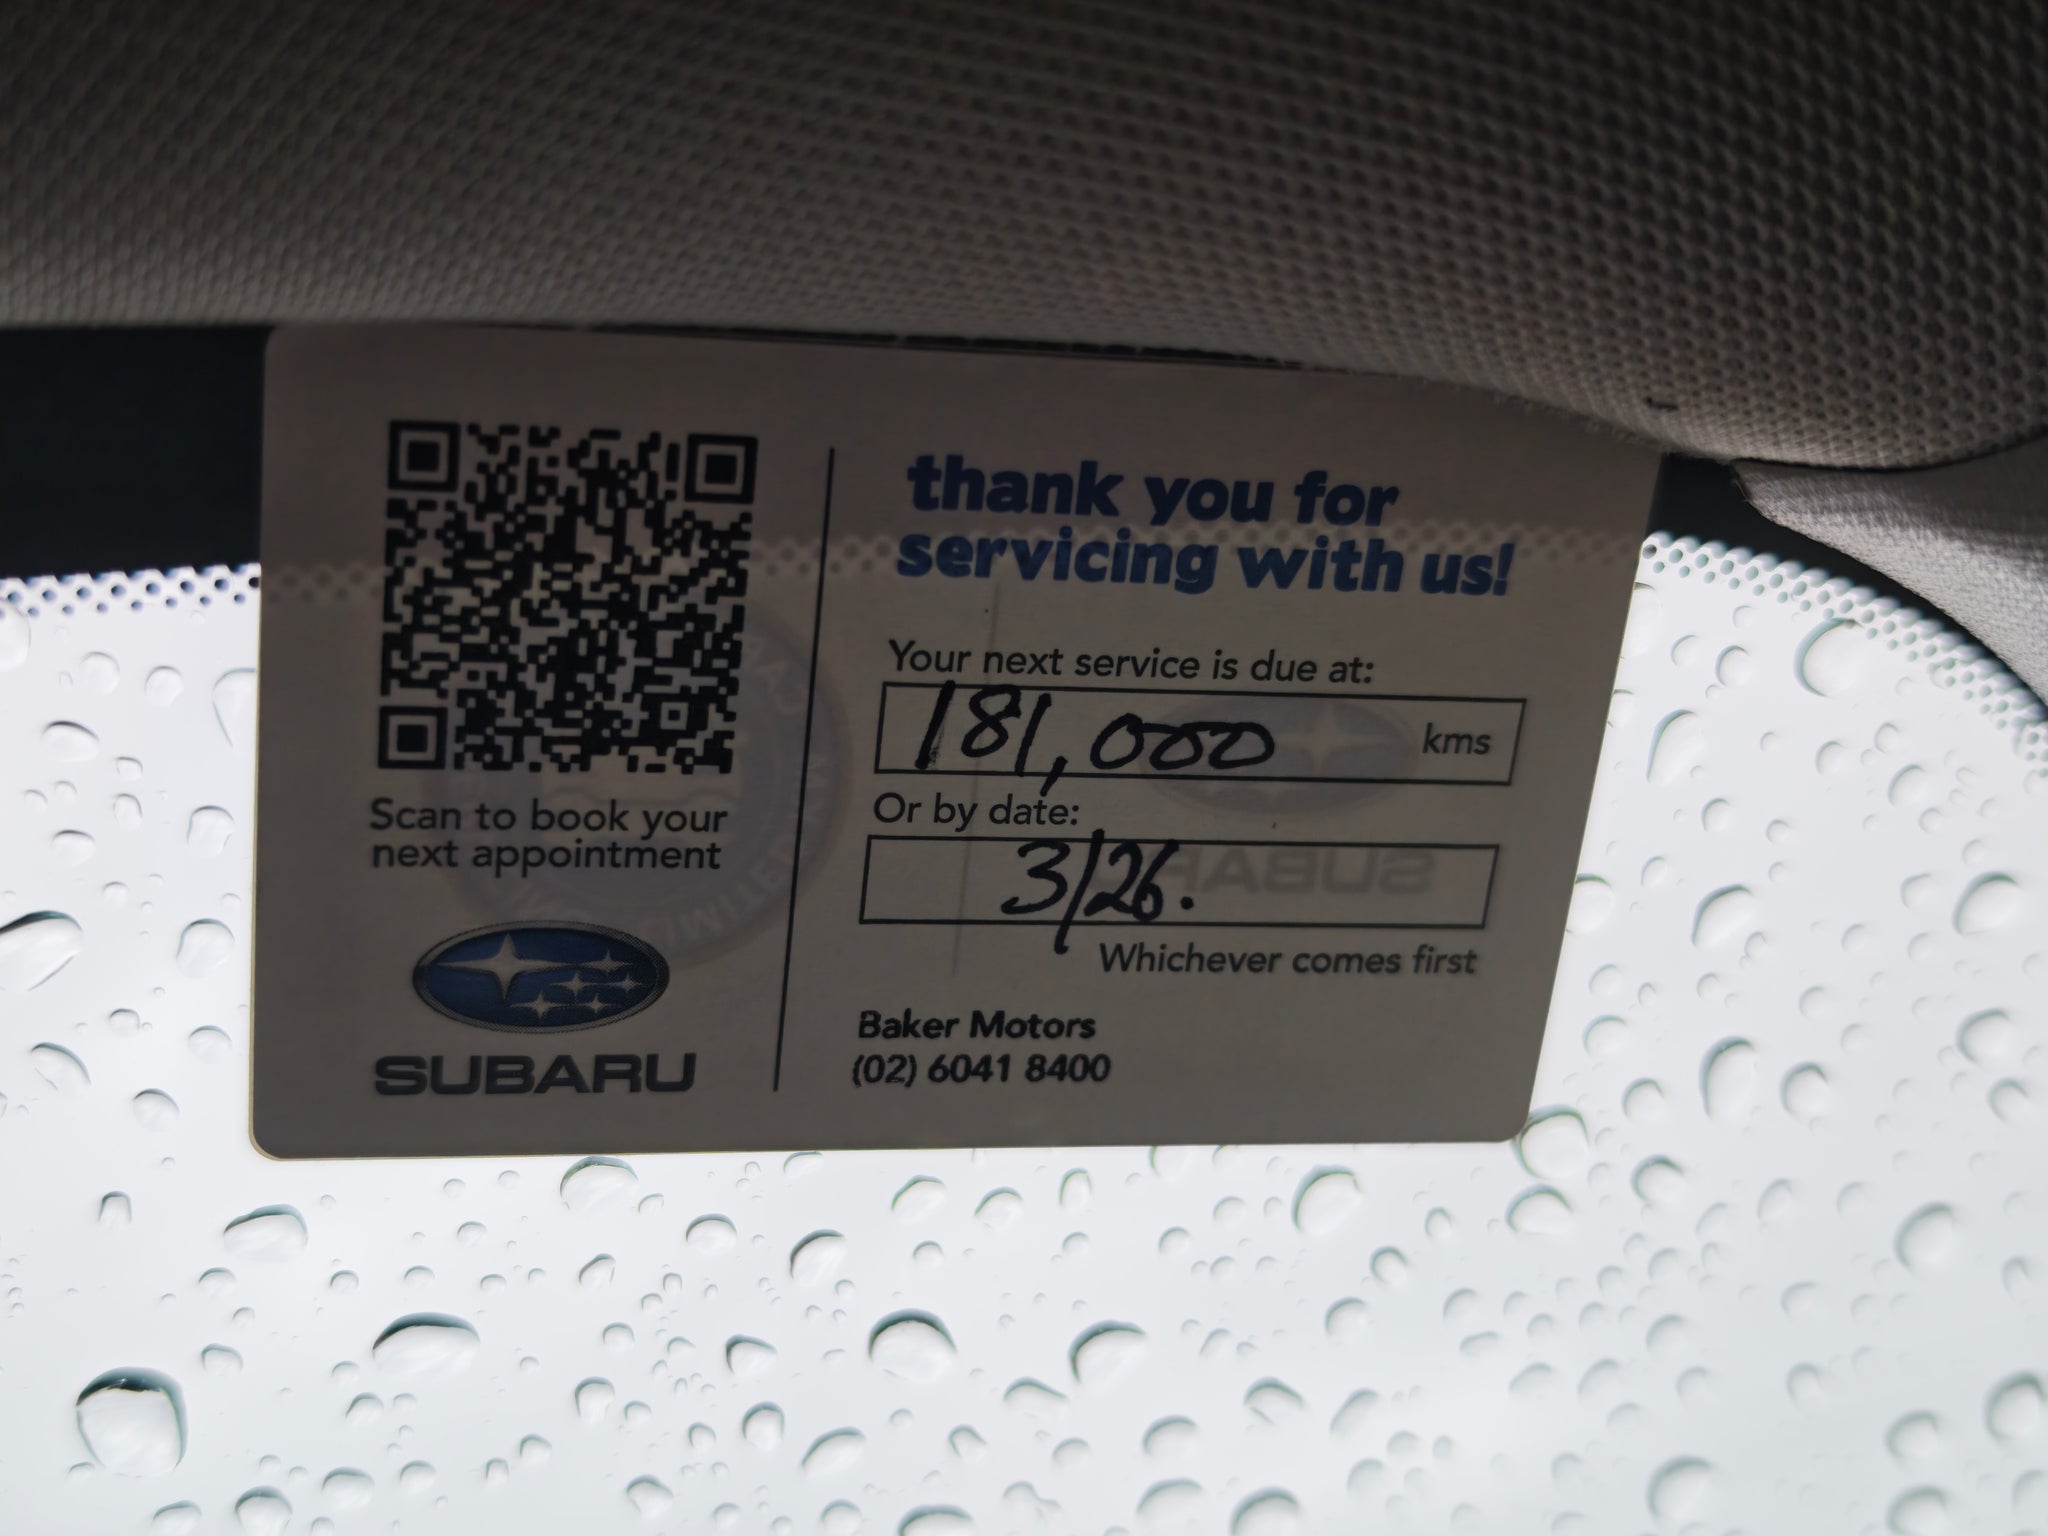 Scan to book your
next appointment
SUBARU
thank you for
servicing with us!
Your next service is due at:
181,000 kms
Or by date:
3/26.
Whichever comes first
Baker Motors
(02) 6041 8400
SUBARU